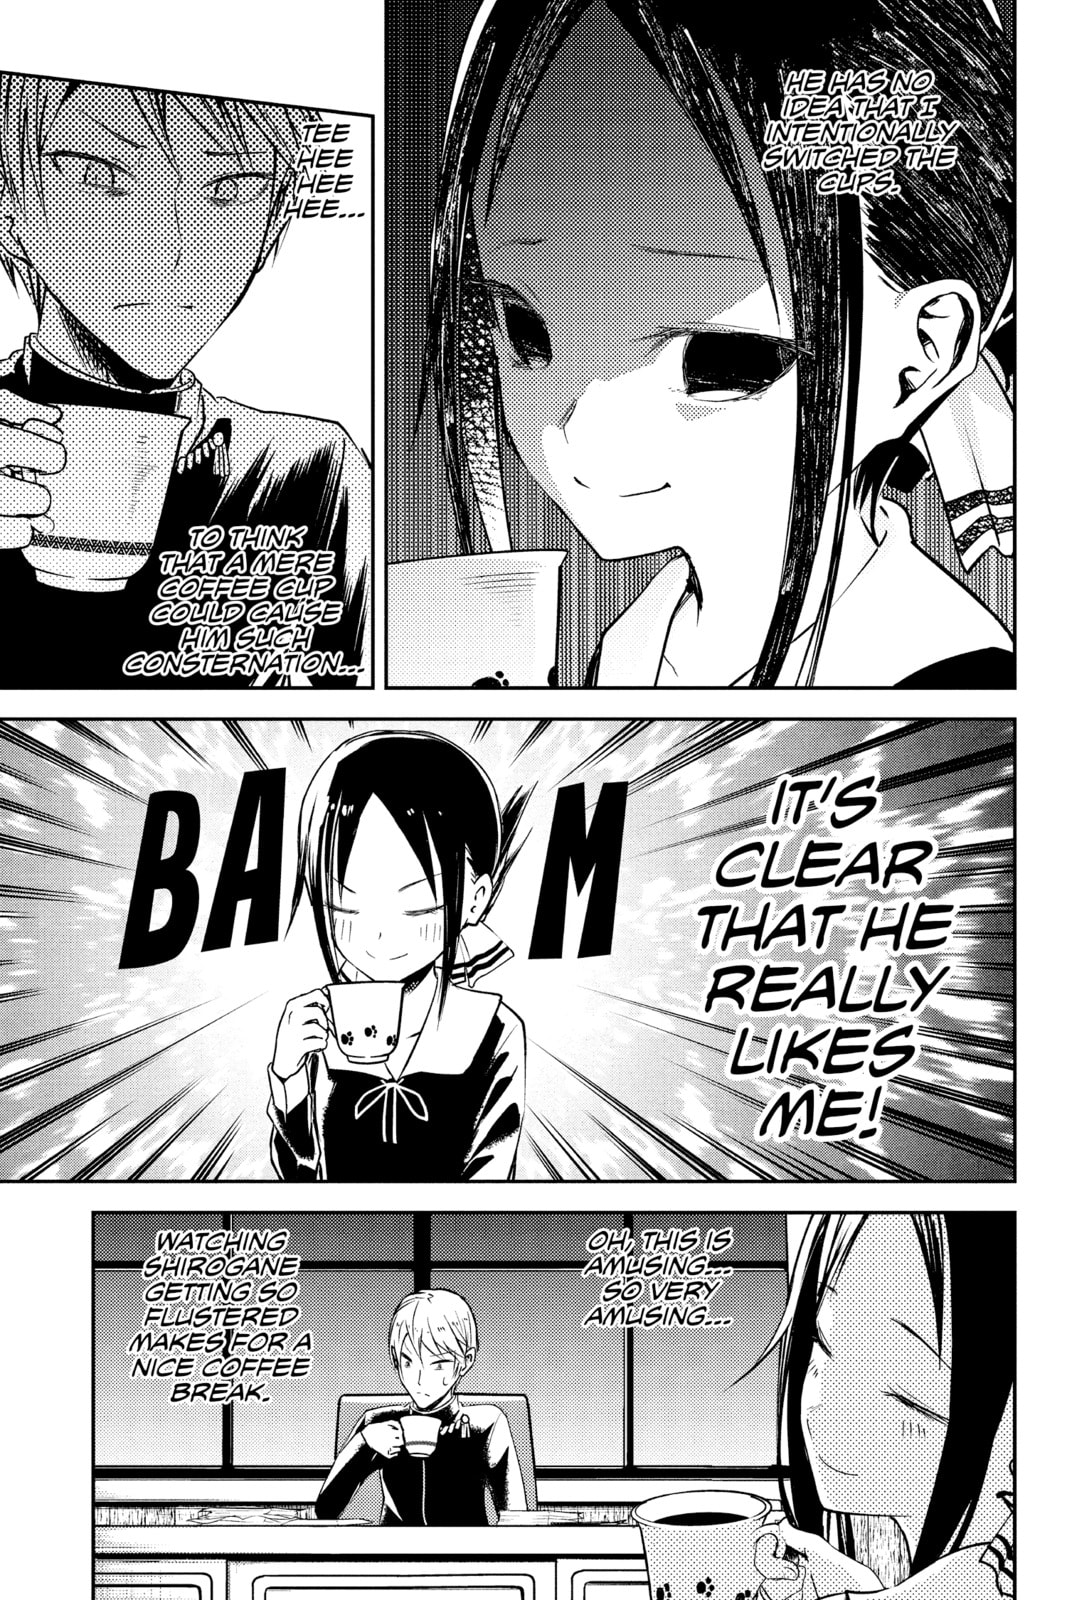 HE HAS NO
IDEA THAT I
INTENTIONALLY
SWITCHED THE
CUPS.
TEE
HEE
HEE
HEE...
TO THINK
THAT A MERE
COFFEE CUP
COULD CAUSE
HIM SUCH
CONSTERNATION...
IT'S
CLEAR
THAT HE
REALLY
LIKES
ME!
BAM
OH, THIS IS
AMUSING...
SO VERY
AMUSING...
WATCHING
SHIROGANE
GETTING SO
FLUSTERED
MAKES FOR A
NICE COFFEE
BREAK.